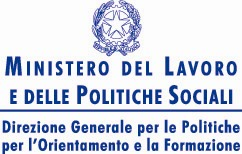 MINISTERO DEL LAVORO
E DELLE POLITICHE SOCIALI
Direzione Generale per le Politiche
per l'Orientamento e la Formazione